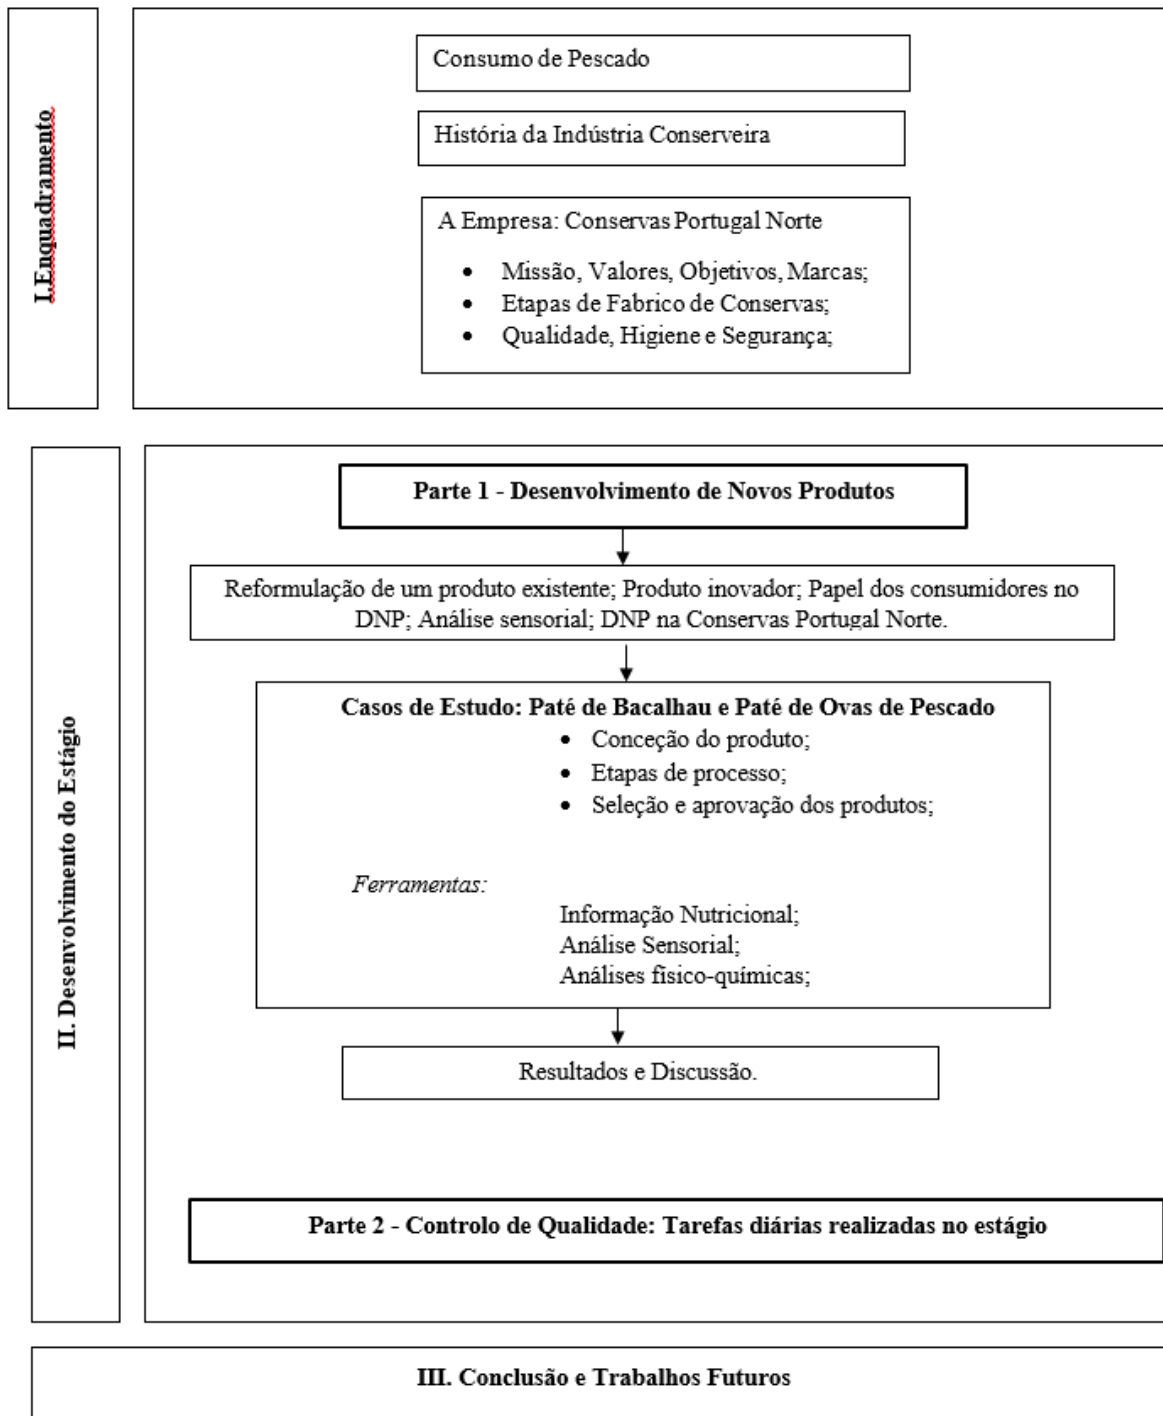 I.Enquadramento
Consumo de Pescado
História da Indústria Conserveira
A Empresa: Conservas Portugal Norte
• Missão, Valores, Objetivos, Marcas;
• Etapas de Fabrico de Conservas;
• Qualidade, Higiene e Segurança;
II. Desenvolvimento do Estágio
Parte 1 - Desenvolvimento de Novos Produtos
Reformulação de um produto existente; Produto inovador; Papel dos consumidores no
DNP; Análise sensorial; DNP na Conservas Portugal Norte.
Casos de Estudo: Paté de Bacalhau e Paté de Ovas de Pescado
• Conceção do produto;
• Etapas de processo;
• Seleção e aprovação dos produtos;
Ferramentas:
Informação Nutricional;
Análise Sensorial;
Análises físico-químicas;
Resultados e Discussão.
Parte 2 - Controlo de Qualidade: Tarefas diárias realizadas no estágio
III. Conclusão e Trabalhos Futuros